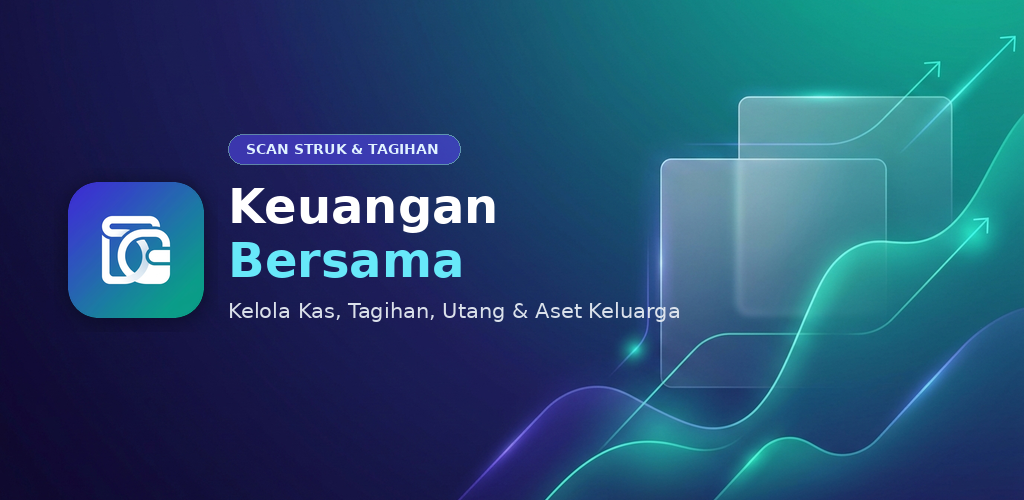 SCAN STRUK & TAGIHAN
Keuangan
Bersama
Kelola Kas, Tagihan, Utang & Aset Keluarga